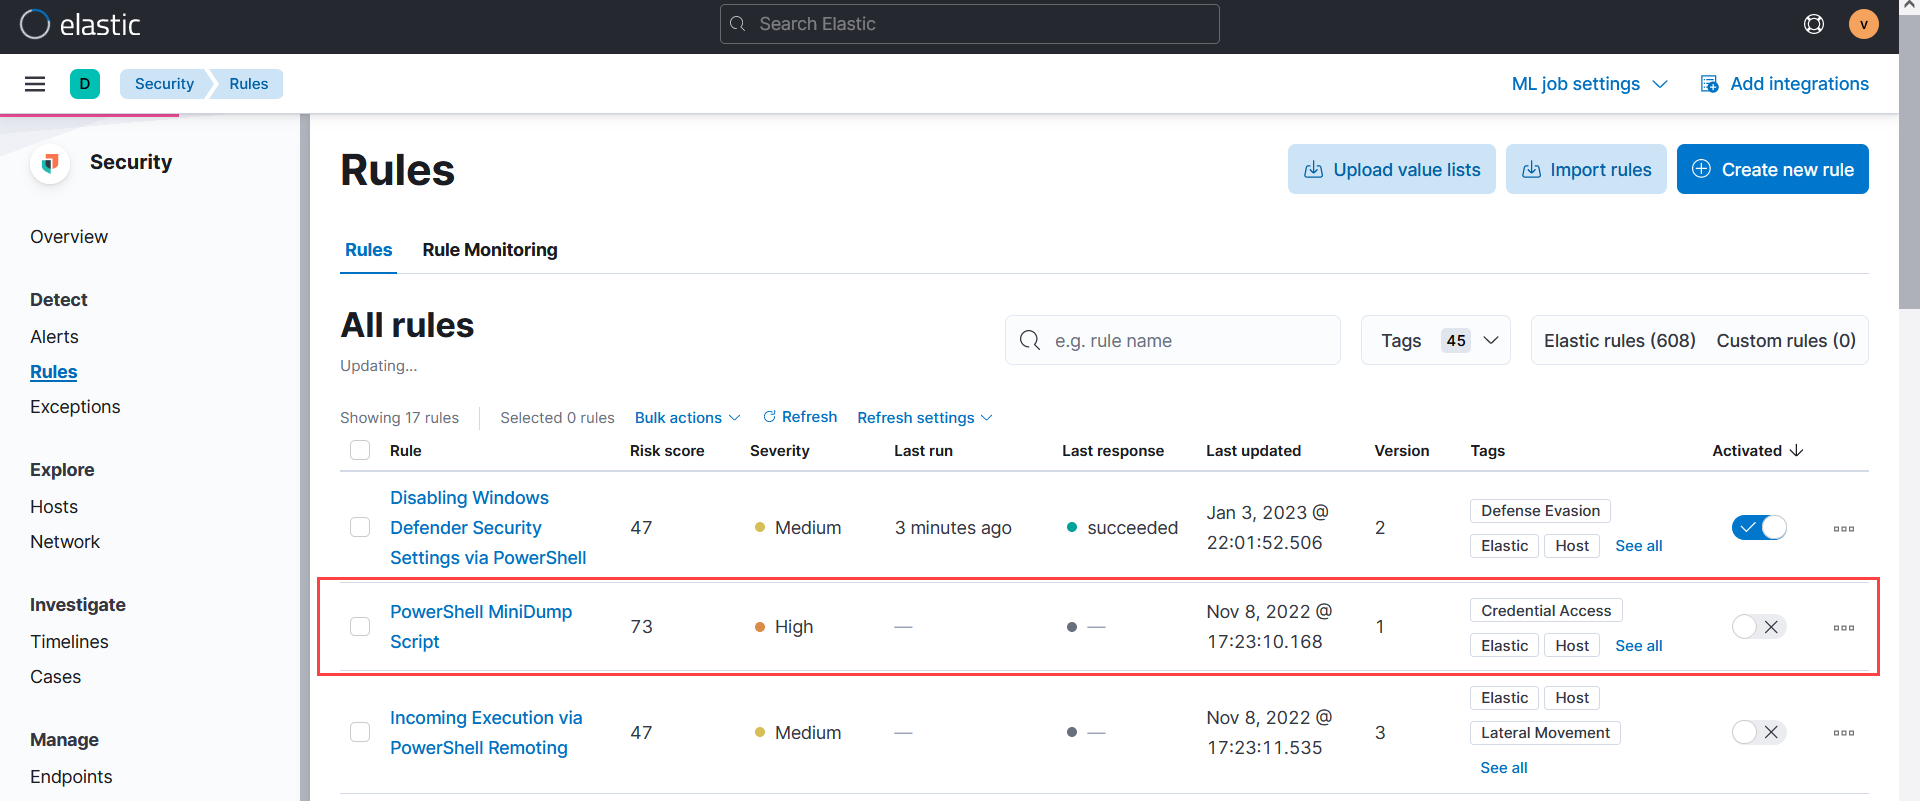 elastic
Search Elastic
v
D
Security
Rules
ML job settings
Add integrations
Security
Overview
Detect
Alerts
Rules
Exceptions
Explore
Hosts
Network
Investigate
Timelines
Cases
Manage
Endpoints
Rules
Upload value lists
Import rules
Create new rule
Rules
Rule Monitoring
All rules
Updating...
e.g. rule name
Tags 45
Elastic rules (608)
Custom rules (0)
Showing 17 rules
Selected 0 rules
Bulk actions
Refresh
Refresh settings
Rule
Risk score
Severity
Last run
Last response
Last updated
Version
Tags
Activated
Disabling Windows
Defender Security
Settings via PowerShell
47
Medium
3 minutes ago
succeeded
Jan 3, 2023 @
22:01:52.506
2
Defense Evasion
Elastic
Host
See all
PowerShell MiniDump
Script
73
High
—
—
Nov 8, 2022 @
17:23:10.168
1
Credential Access
Elastic
Host
See all
Incoming Execution via
PowerShell Remoting
47
Medium
—
—
Nov 8, 2022 @
17:23:11.535
3
Elastic
Host
Lateral Movement
See all